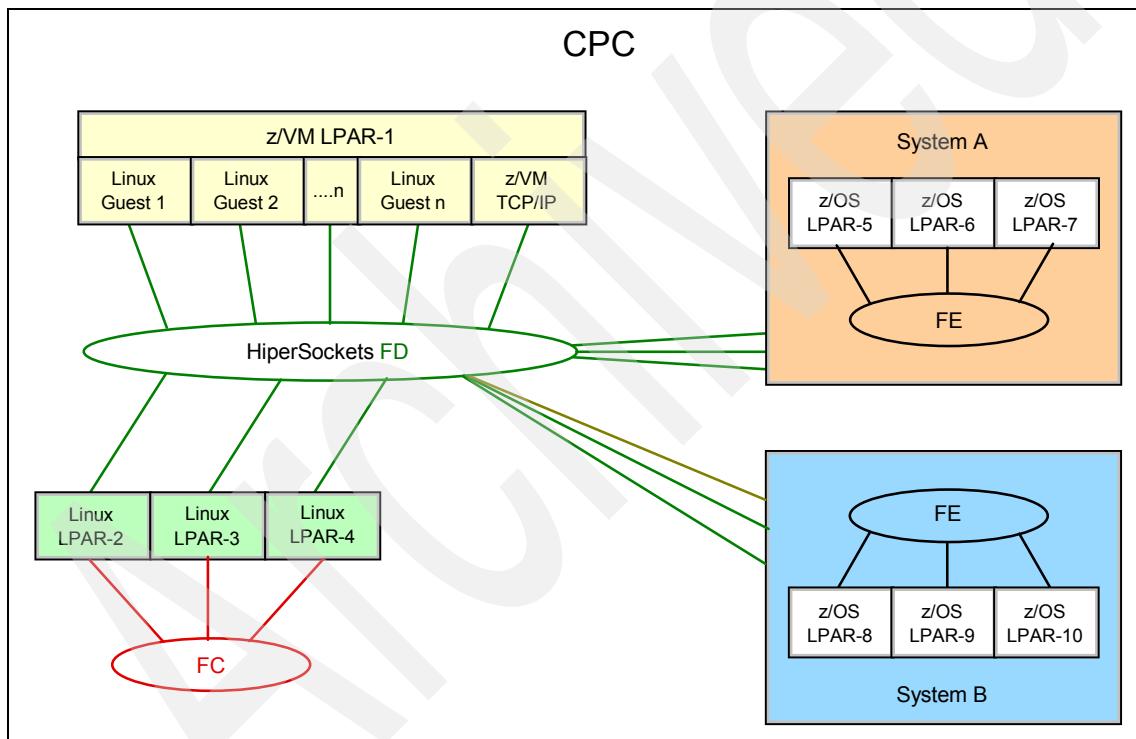 CPC
z/VM LPAR-1
Linux
Guest 1
Linux
Guest 2
....n
Linux
Guest n
z/VM
TCP/IP
System A
z/OS
LPAR-5
z/OS
LPAR-6
z/OS
LPAR-7
FE
HiperSockets FD
Linux
LPAR-2
Linux
LPAR-3
Linux
LPAR-4
FC
FE
z/OS
LPAR-8
z/OS
LPAR-9
z/OS
LPAR-10
System B
Archived